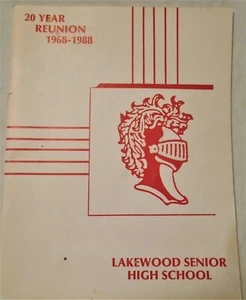 20 YEAR
REUNION
1968-1988
LAKEWOOD SENIOR
HIGH SCHOOL